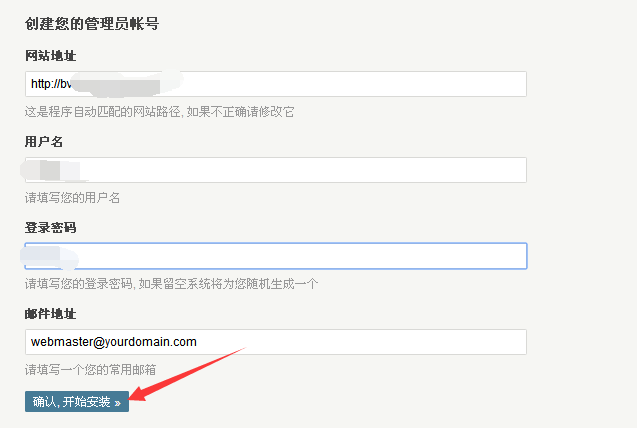 创建您的管理员帐号
网站地址
http://bv
这是程序自动匹配的网站路径, 如果不正确请修改它
用户名
请填写您的用户名
登录密码
请填写您的登录密码, 如果留空系统将为您随机生成一个
邮件地址
webmaster@yourdomain.com
请填写一个您的常用邮箱
确认, 开始安装 »